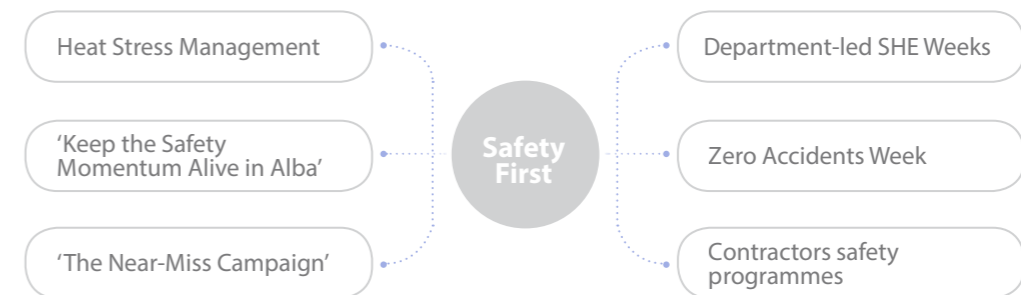 Heat Stress Management
'Keep the Safety
Momentum Alive in Alba'
'The Near-Miss Campaign'
Safety
First
Department-led SHE Weeks
Zero Accidents Week
Contractors safety
programmes